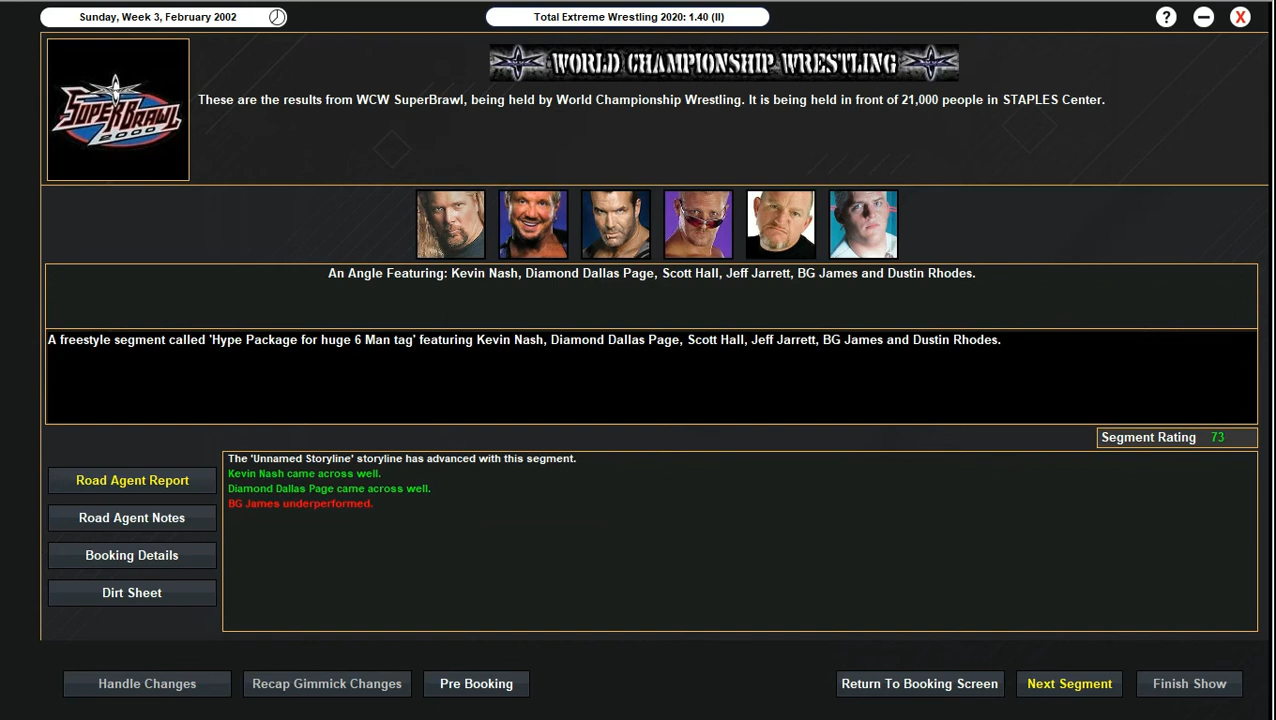 Sunday, Week 3, February 2002
Total Extreme Wrestling 2020: 1.40 (II)
?
X
SUPERBRAWL
2000
WORLD CHAMPIONSHIP WRESTLING
These are the results from WCW SuperBrawl, being held by World Championship Wrestling. It is being held in front of 21,000 people in STAPLES Center.
An Angle Featuring: Kevin Nash, Diamond Dallas Page, Scott Hall, Jeff Jarrett, BG James and Dustin Rhodes.
A freestyle segment called 'Hype Package for huge 6 Man tag' featuring Kevin Nash, Diamond Dallas Page, Scott Hall, Jeff Jarrett, BG James and Dustin Rhodes.
Segment Rating 73
The 'Unnamed Storyline' storyline has advanced with this segment.
Kevin Nash came across well.
Diamond Dallas Page came across well.
BG James underperformed.
Road Agent Report
Road Agent Notes
Booking Details
Dirt Sheet
Handle Changes
Recap Gimmick Changes
Pre Booking
Return To Booking Screen
Next Segment
Finish Show